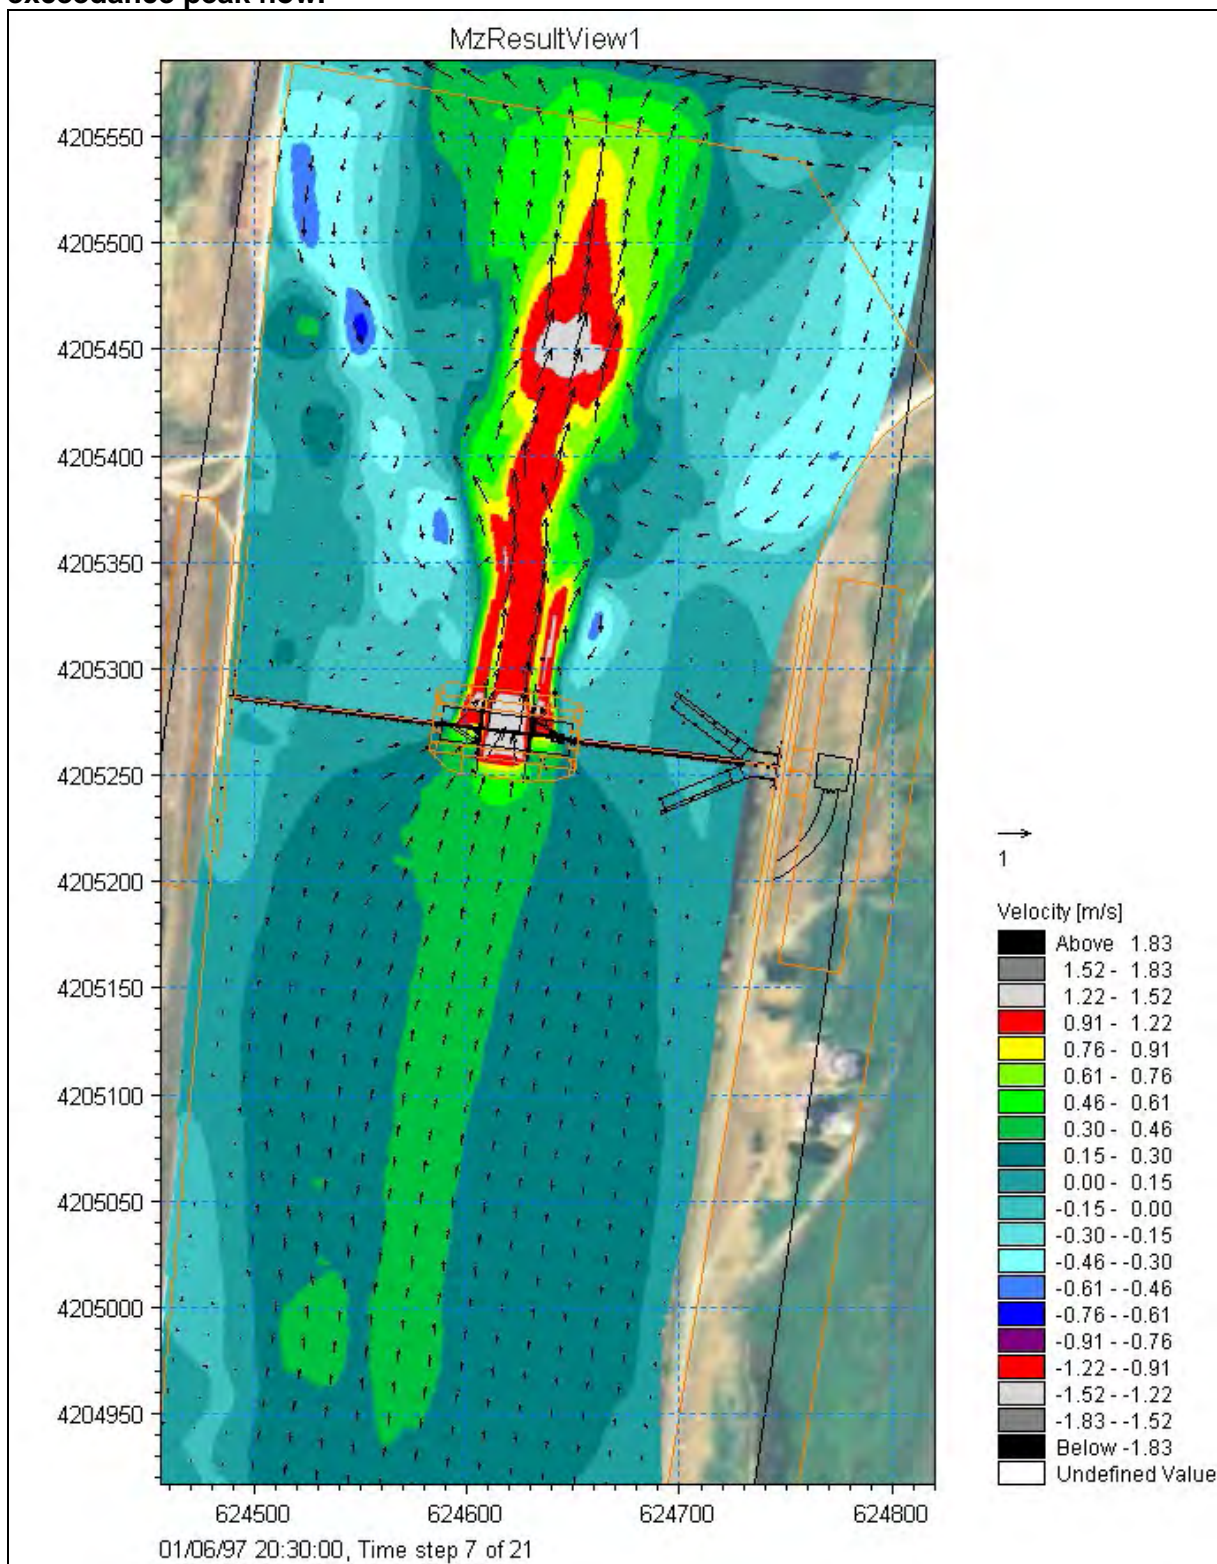 exceedance peak flow.
MzResultView1
4205550
4205500
4205450
4205400
4205350
4205300
4205250
4205200
4205150
4205100
4205050
4205000
4204950
624500 624600 624700 624800
01/06/97 20:30:00, Time step 7 of 21
1
Velocity [m/s]
Above 1.83
1.52 - 1.83
1.22 - 1.52
0.91 - 1.22
0.76 - 0.91
0.61 - 0.76
0.46 - 0.61
0.30 - 0.46
0.15 - 0.30
0.00 - 0.15
-0.15 - 0.00
-0.30 - -0.15
-0.46 - -0.30
-0.61 - -0.46
-0.76 - -0.61
-0.91 - -0.76
-1.22 - -0.91
-1.52 - -1.22
-1.83 - -1.52
Below -1.83
Undefined Value